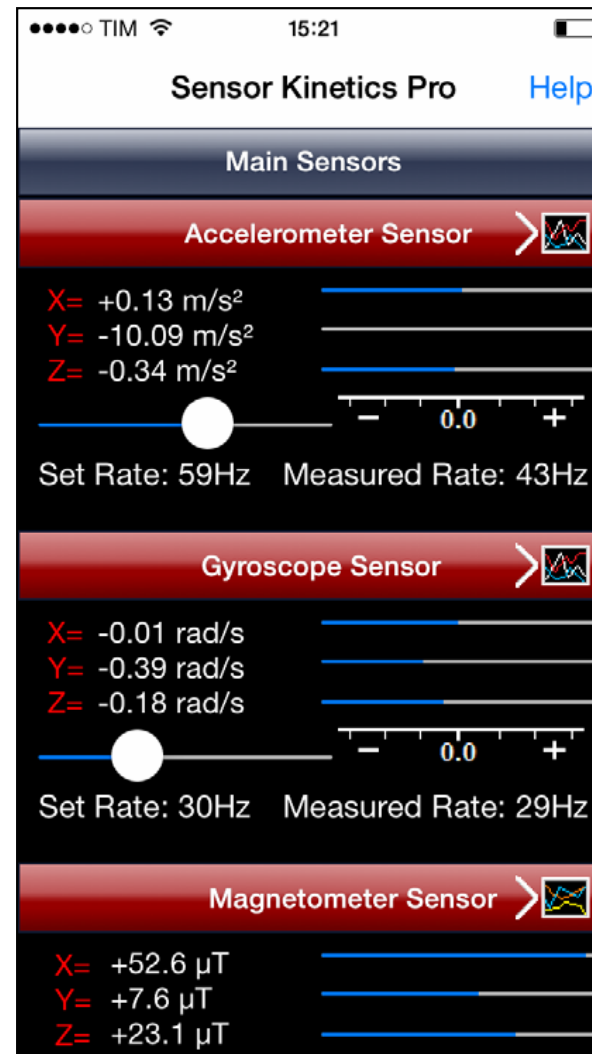 TIM 15:21
Sensor Kinetics Pro Help
Main Sensors
Accelerometer Sensor
X= +0.13 m/s²
Y= -10.09 m/s²
Z= -0.34 m/s²
− 0.0 +
Set Rate: 59Hz Measured Rate: 43Hz
Gyroscope Sensor
X= -0.01 rad/s
Y= -0.39 rad/s
Z= -0.18 rad/s
− 0.0 +
Set Rate: 30Hz Measured Rate: 29Hz
Magnetometer Sensor
X= +52.6 µT
Y= +7.6 µT
Z= +23.1 µT